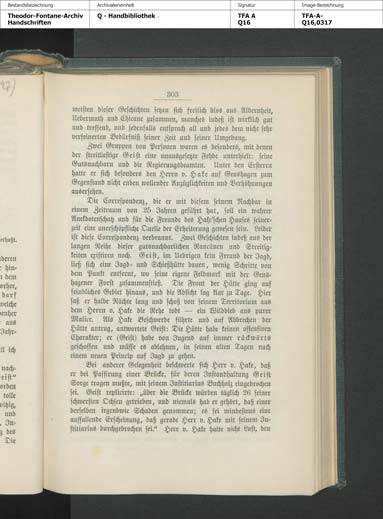 Bestandsbezeichnung
Archivalieneinheit
Signatur
Image-Bezeichnung
Theodor-Fontane-Archiv
Handschriften
Q - Handbibliothek
TFA A
Q16
TFA-A-
Q16,0317
303
meisten dieser Geschichten setzen sich freilich blos aus Albernheit,
Uebermuth und Chicane zusammen, manches indeß ist wirklich gut
und treffend, und jedenfalls entsprach all und jedes dem nicht sehr
verfeinerten Bedürfniß seiner Zeit und seiner Umgebung.
Zwei Gruppen von Personen waren es besonders, mit denen
der streitlustige Geist eine unausgesetzte Fehde unterhielt: seine
Gutsnachbarn und die Regierungsbeamten. Unter den Ersteren
hatte er sich besonders den Herrn v. Hake auf Genshagen zum
Gegenstand nicht enden wollender Anzüglichkeiten und Verhöhnungen
ausersehen.
Die Correspondenz, die er mit diesem seinem Nachbar in
einem Zeitraum von 25 Jahren geführt hat, soll ein wahrer
Anekdotenschatz und für die Freunde des Hake'schen Hauses seiner-
zeit eine unerschöpfliche Quelle der Erheiterung gewesen sein. Leider
ist diese Correspondenz verbrannt. Zwei Geschichten indeß aus der
langen Reihe dieser gutsnachbarlichen Rancünen und Streitig-
keiten existiren noch. Geist, im Uebrigen kein Freund der Jagd,
ließ sich eine Jagd- und Schießhütte bauen, wenig Schritte von
dem Punkt entfernt, wo seine eigene Feldmark mit der Gens-
hagener Forst zusammenstieß. Die Front der Hütte ging auf
feindliches Gebiet hinaus, und die Absicht lag klar zu Tage. Hier
saß er halbe Nächte lang und schoß von seinem Territorium aus
dem Herrn v. Hake die Rehe todt — ein Wilddieb aus purer
Malice. Als Hake Beschwerde führte und auf Abbrechen der
Hütte antrug, antwortete Geist: Die Hütte habe keinen offensiven
Charakter; er (Geist) habe von Jugend auf immer rückwärts
geschossen und müsse es ablehnen, in seinen alten Tagen nach
einem neuen Princip auf Jagd zu gehen.
Bei anderer Gelegenheit beschwerte sich Herr v. Hake, daß
er bei Passirung einer Brücke, für deren Instandhaltung Geist
Sorge tragen mußte, mit seinem Justitiarius Buchholz eingebrochen
sei. Geist replicirte: „über die Brücke würden täglich 26 seiner
schwersten Ochsen getrieben, und niemals hab er gehört, daß einer
derselben irgendwie Schaden genommen; es sei mindestens eine
auffallende Erscheinung, daß gerade Herr v. Hake mit seinem Ju-
stitiarius durchgebrochen sei." Herr v. Hake hatte nicht Lust, den